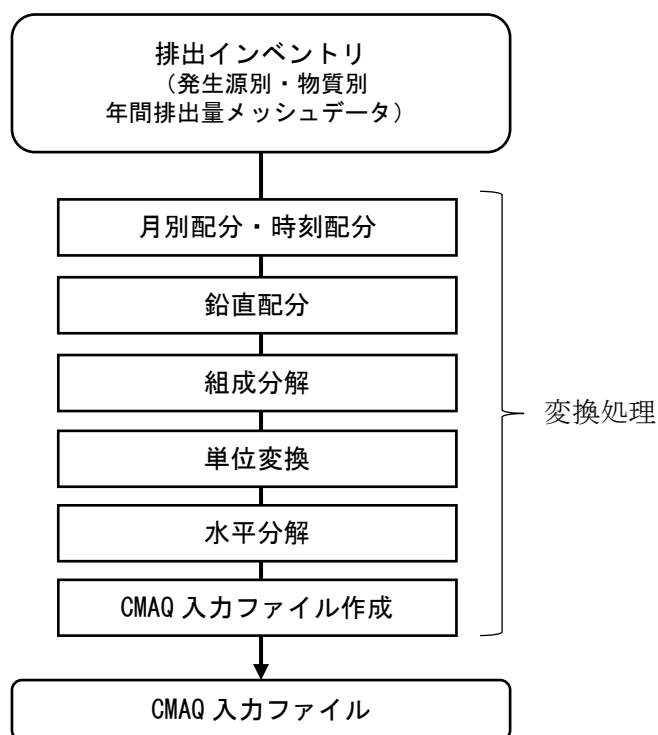 排出インベントリ
（発生源別・物質別
年間排出量メッシュデータ）
月別配分・時刻配分
鉛直配分
組成分解
単位変換
水平分解
CMAQ 入力ファイル作成
変換処理
CMAQ 入力ファイル